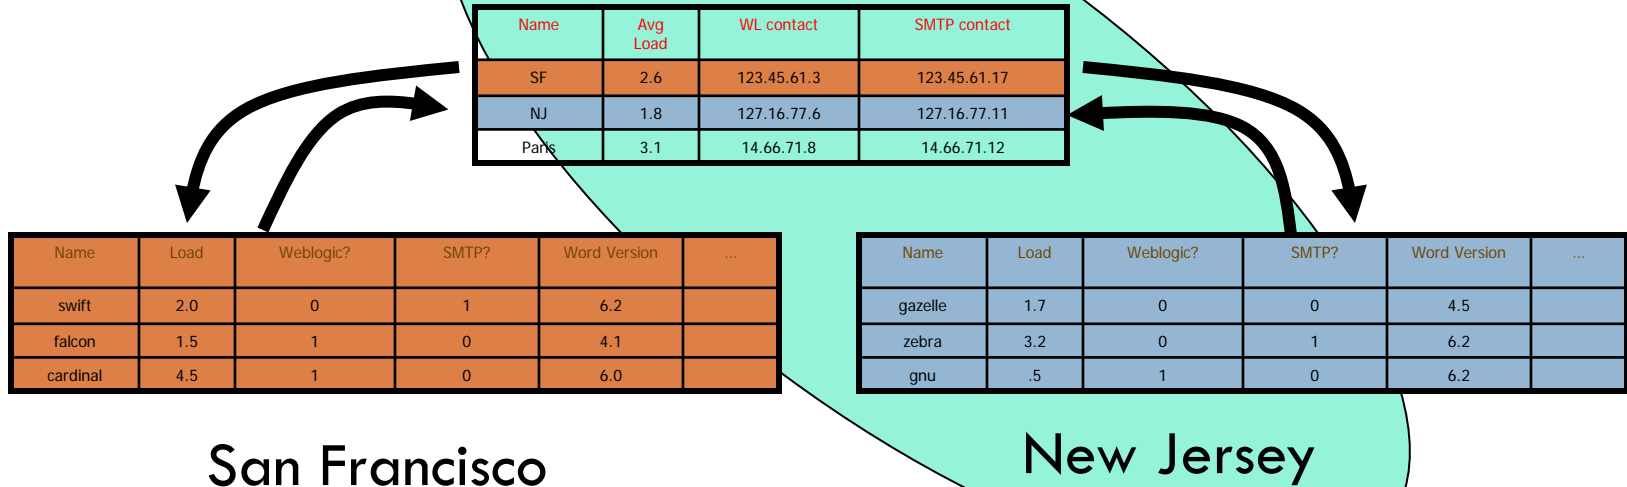 Name Avg Load WL contact SMTP contact
SF 2.6 123.45.61.3 123.45.61.17
NJ 1.8 127.16.77.6 127.16.77.11
Paris 3.1 14.66.71.8 14.66.71.12
Name Load Weblogic? SMTP? Word Version ...
swift 2.0 0 1 6.2
falcon 1.5 1 0 4.1
cardinal 4.5 1 0 6.0
Name Load Weblogic? SMTP? Word Version ...
gazelle 1.7 0 0 4.5
zebra 3.2 0 1 6.2
gnu .5 1 0 6.2
San Francisco
New Jersey